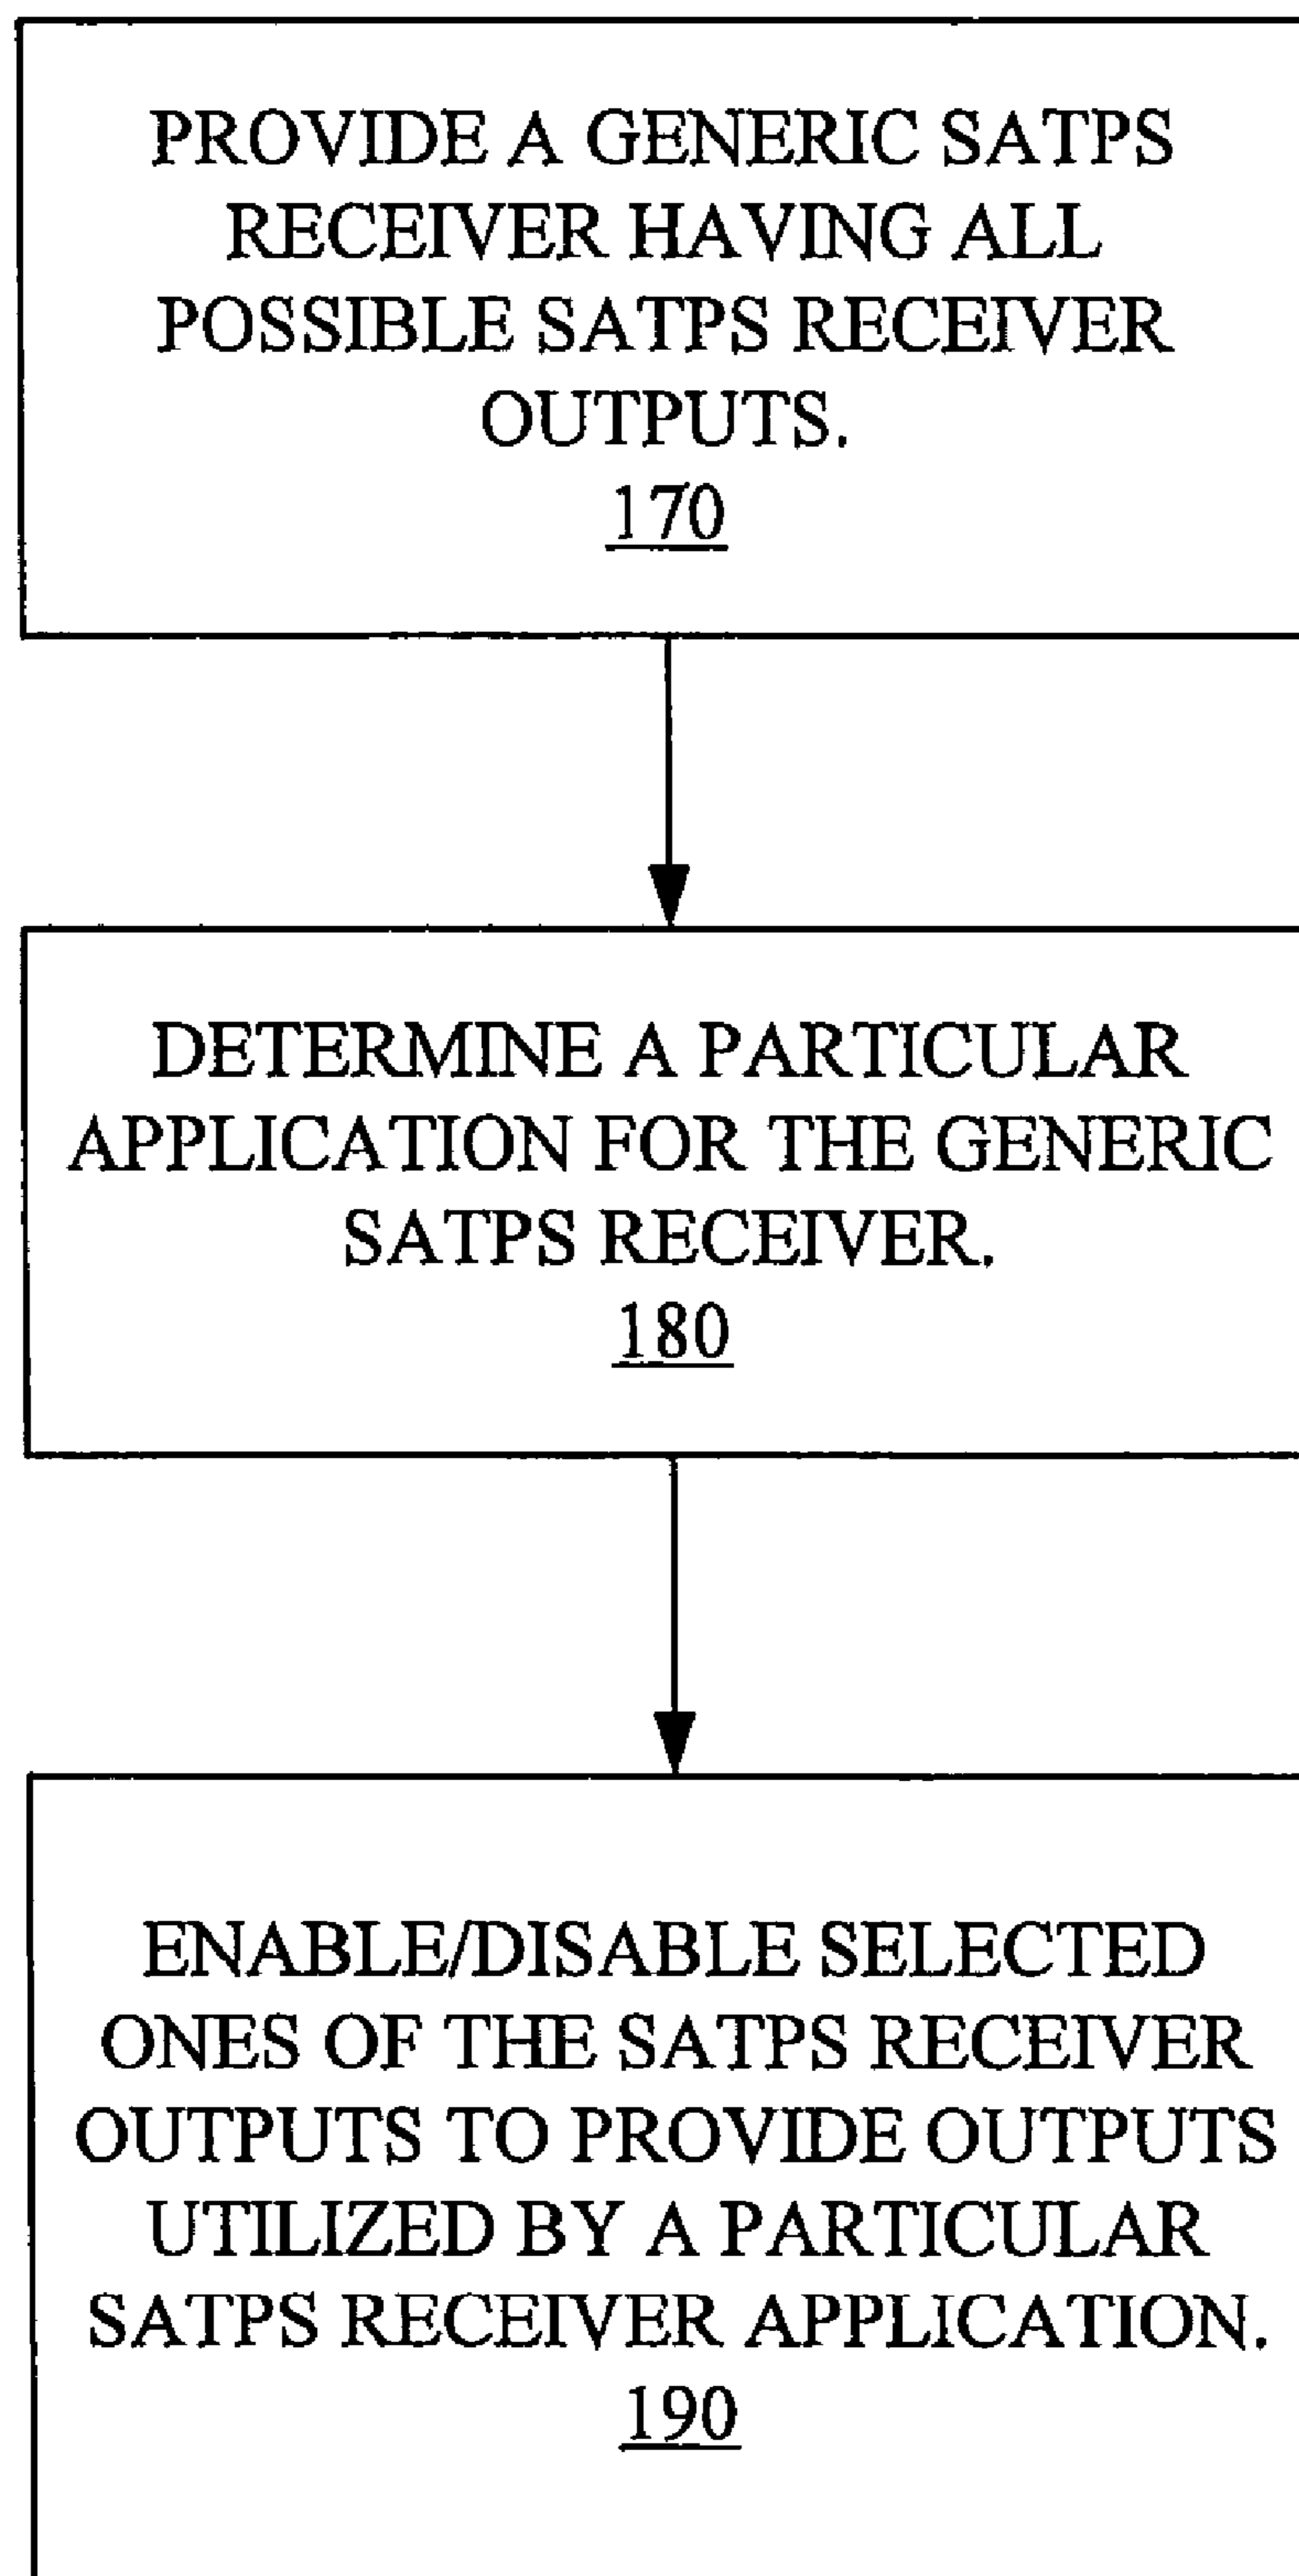 PROVIDE A GENERIC SATPS
RECEIVER HAVING ALL
POSSIBLE SATPS RECEIVER
OUTPUTS.
170
DETERMINE A PARTICULAR
APPLICATION FOR THE GENERIC
SATPS RECEIVER.
180
ENABLE/DISABLE SELECTED
ONES OF THE SATPS RECEIVER
OUTPUTS TO PROVIDE OUTPUTS
UTILIZED BY A PARTICULAR
SATPS RECEIVER APPLICATION.
190